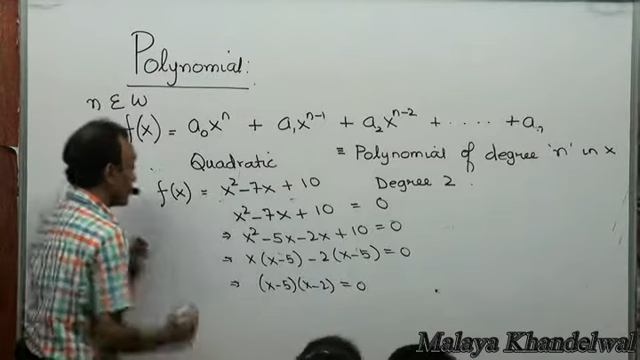 Polynomial:
n ∈ W
f(x) = a₀xⁿ + a₁xⁿ⁻¹ + a₂xⁿ⁻² + ..... + aₙ
≡ Polynomial of degree 'n' in x
Quadratic
f(x) = x² - 7x + 10 Degree 2.
x² - 7x + 10 = 0
⇒ x² - 5x - 2x + 10 = 0
⇒ x(x-5) - 2(x-5) = 0
⇒ (x-5)(x-2) = 0
Malaya Khandelwal